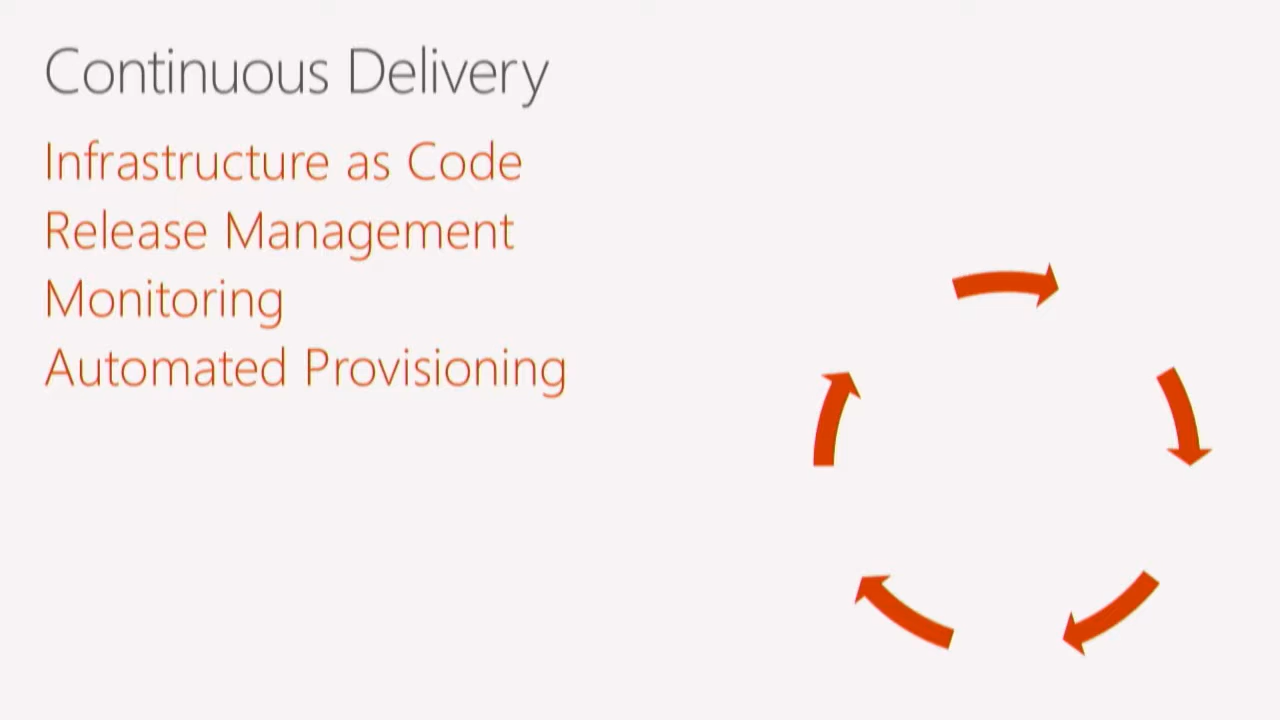 Continuous Delivery
Infrastructure as Code
Release Management
Monitoring
Automated Provisioning